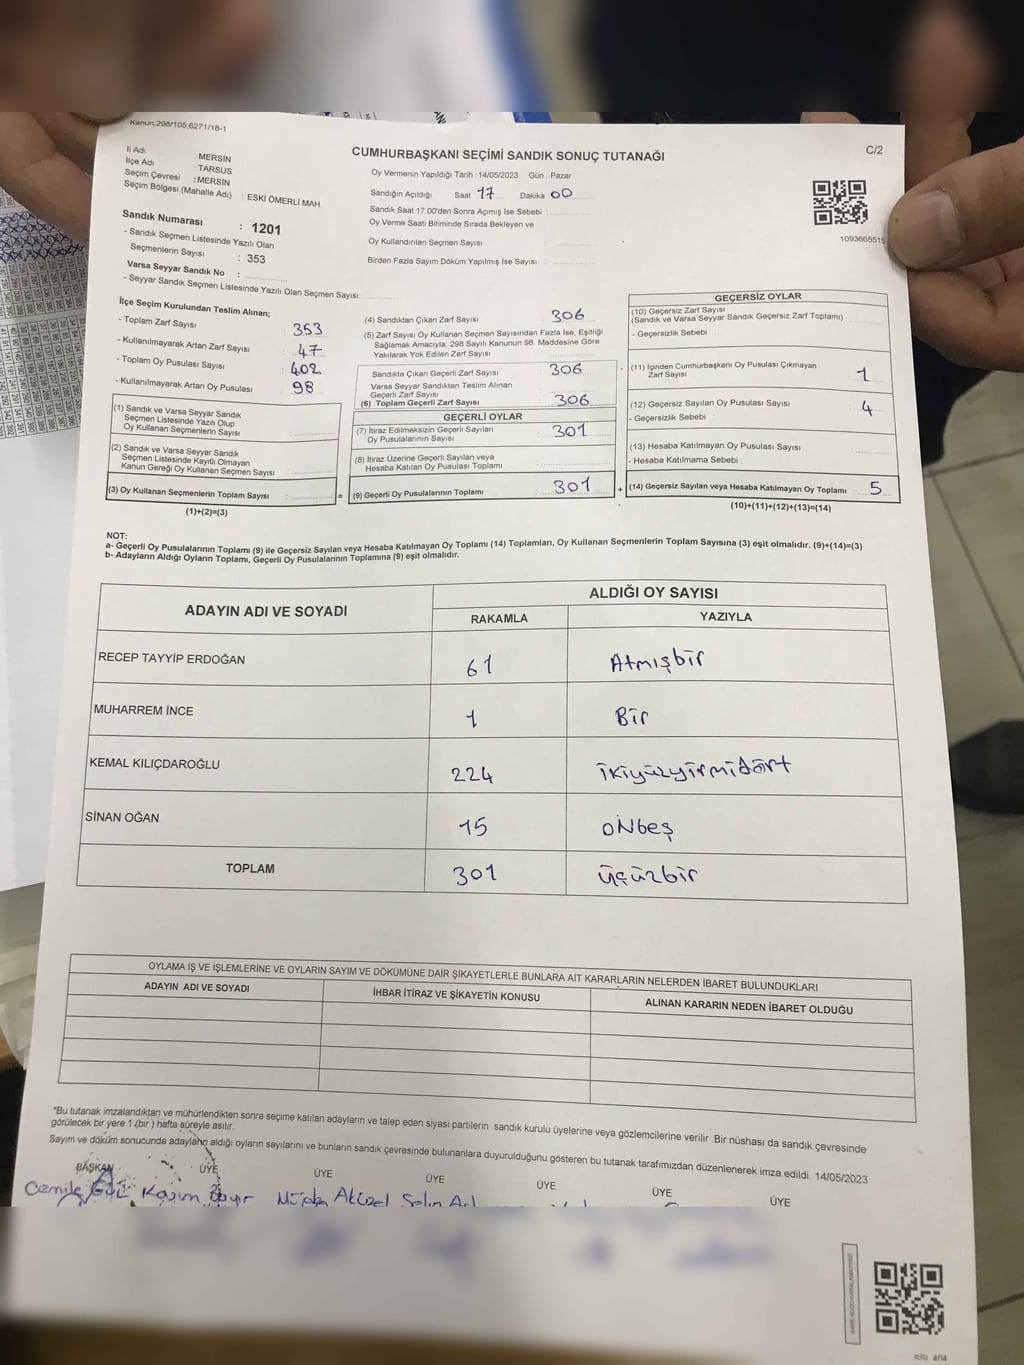 Kanun:298/105,6271/18-1
C/2
CUMHURBAŞKANI SEÇİMİ SANDIK SONUÇ TUTANAĞI
İl Adı : MERSİN
İlçe Adı : TARSUS
Seçim Çevresi : MERSİN
Seçim Bölgesi (Mahalle Adı) : ESKİ ÖMERLİ MAH.
Oy Vermenin Yapıldığı Tarih : 14/05/2023 Gün : Pazar
Sandığın Açıldığı Saat 17 Dakika 00
Sandık Saat 17.00'den Sonra Açımış İse Sebebi :
Oy Verme Saati Bitiminde Sırada Bekleyen ve
Oy Kullandırılan Seçmen Sayısı
Birden Fazla Sayım Döküm Yapılmış İse Sayısı :
1093665515
Sandık Numarası : 1201
- Sandık Seçmen Listesinde Yazılı Olan
Seçmenlerin Sayısı : 353
Varsa Seyyar Sandık No :
- Seyyar Sandık Seçmen Listesinde Yazılı Olan Seçmen Sayısı:
İlçe Seçim Kurulundan Teslim Alınan;
- Toplam Zarf Sayısı : 353
- Kullanılmayarak Artan Zarf Sayısı : 47
- Toplam Oy Pusulası Sayısı : 402
- Kullanılmayarak Artan Oy Pusulası : 98
(1) Sandık ve Varsa Seyyar Sandık
Seçmen Listesinde Yazılı Olup
Oy Kullanan Seçmenlerin Sayısı :
(2) Sandık ve Varsa Seyyar Sandık
Seçmen Listesinde Kayıtlı Olmayan
Kanun Gereği Oy Kullanan Seçmen Sayısı :
(3) Oy Kullanan Seçmenlerin Toplam Sayısı :
(1)+(2)=(3)
(4) Sandıktan Çıkan Zarf Sayısı : 306
(5) Zarf Sayısı Oy Kullanan Seçmen Sayısından Fazla İse, Eşitliği
Sağlamak Amacıyla; 298 Sayılı Kanunun 98. Maddesine Göre
Yakılarak Yok Edilen Zarf Sayısı :
Sandıkta Çıkan Geçerli Zarf Sayısı : 306
Varsa Seyyar Sandıktan Teslim Alınan
Geçerli Zarf Sayısı
(6) Toplam Geçerli Zarf Sayısı : 306
GEÇERLİ OYLAR
(7) İtiraz Edilmeksizin Geçerli Sayılan
Oy Pusulalarının Sayısı : 301
(8) İtiraz Üzerine Geçerli Sayılan veya
Hesaba Katılan Oy Pusulası Toplamı :
= (9) Geçerli Oy Pusulalarının Toplamı : 301
GEÇERSİZ OYLAR
(10) Geçersiz Zarf Sayısı
(Sandık ve Varsa Seyyar Sandık Geçersiz Zarf Toplamı) :
- Geçersizlik Sebebi :
(11) İçinden Cumhurbaşkanı Oy Pusulası Çıkmayan
Zarf Sayısı : 1
(12) Geçersiz Sayılan Oy Pusulası Sayısı : 4
- Geçersizlik Sebebi :
(13) Hesaba Katılmayan Oy Pusulası Sayısı :
- Hesaba Katılmama Sebebi :
+ (14) Geçersiz Sayılan veya Hesaba Katılmayan Oy Toplamı : 5
(10)+(11)+(12)+(13)=(14)
NOT:
a- Geçerli Oy Pusulalarının Toplamı (9) ile Geçersiz Sayılan veya Hesaba Katılmayan Oy Toplamı (14) Toplamları, Oy Kullanan Seçmenlerin Toplam Sayısına (3) eşit olmalıdır. (9)+(14)=(3)
b- Adayların Aldığı Oyların Toplamı, Geçerli Oy Pusulalarının Toplamına (9) eşit olmalıdır.
ADAYIN ADI VE SOYADI ALDIĞI OY SAYISI
RAKAMLA YAZIYLA
RECEP TAYYİP ERDOĞAN 61 Atmışbir
MUHARREM İNCE 1 Bir
KEMAL KILIÇDAROĞLU 224 ikiyüzyirmidört
SİNAN OĞAN 15 onbeş
TOPLAM 301 üçüzbir
OYLAMA İŞ VE İŞLEMLERİNE VE OYLARIN SAYIM VE DÖKÜMÜNE DAİR ŞİKAYETLERLE BUNLARA AİT KARARLARIN NELERDEN İBARET BULUNDUKLARI
ADAYIN ADI VE SOYADI İHBAR İTİRAZ VE ŞİKAYETİN KONUSU ALINAN KARARIN NEDEN İBARET OLDUĞU
"Bu tutanak imzalandıktan ve mühürlendikten sonra seçime katılan adayların ve talep eden siyasi partilerin sandık kurulu üyelerine veya gözlemcilerine verilir .Bir nüshası da sandık çevresinde
görülecek bir yere 1 (bir ) hafta süreyle asılır.
Sayım ve döküm sonucunda adayların aldığı oyların sayılarını ve bunların sandık çevresinde bulunanlara duyurulduğunu gösteren bu tutanak tarafımızdan düzenlenerek imza edildi. 14/05/2023
BAŞKAN ÜYE ÜYE ÜYE ÜYE ÜYE ÜYE
Cemile Kazım